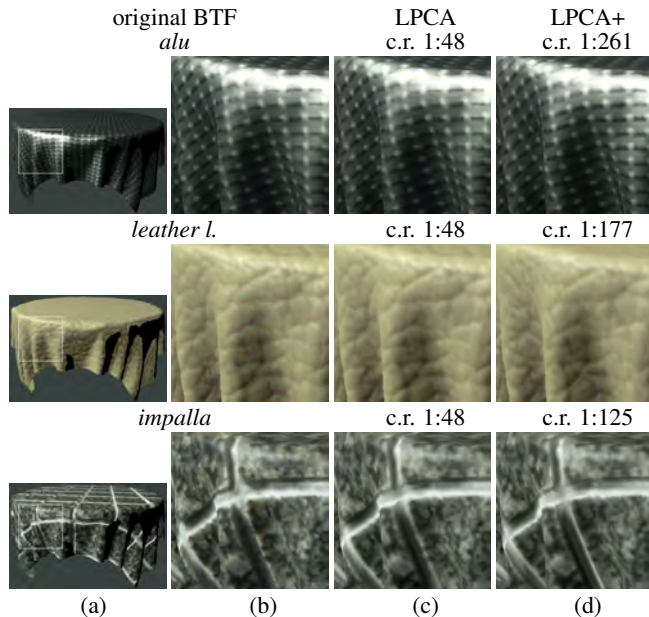 original BTF LPCA LPCA+
alu c.r. 1:48 c.r. 1:261
leather l. c.r. 1:48 c.r. 1:177
impalla c.r. 1:48 c.r. 1:125
(a) (b) (c) (d)